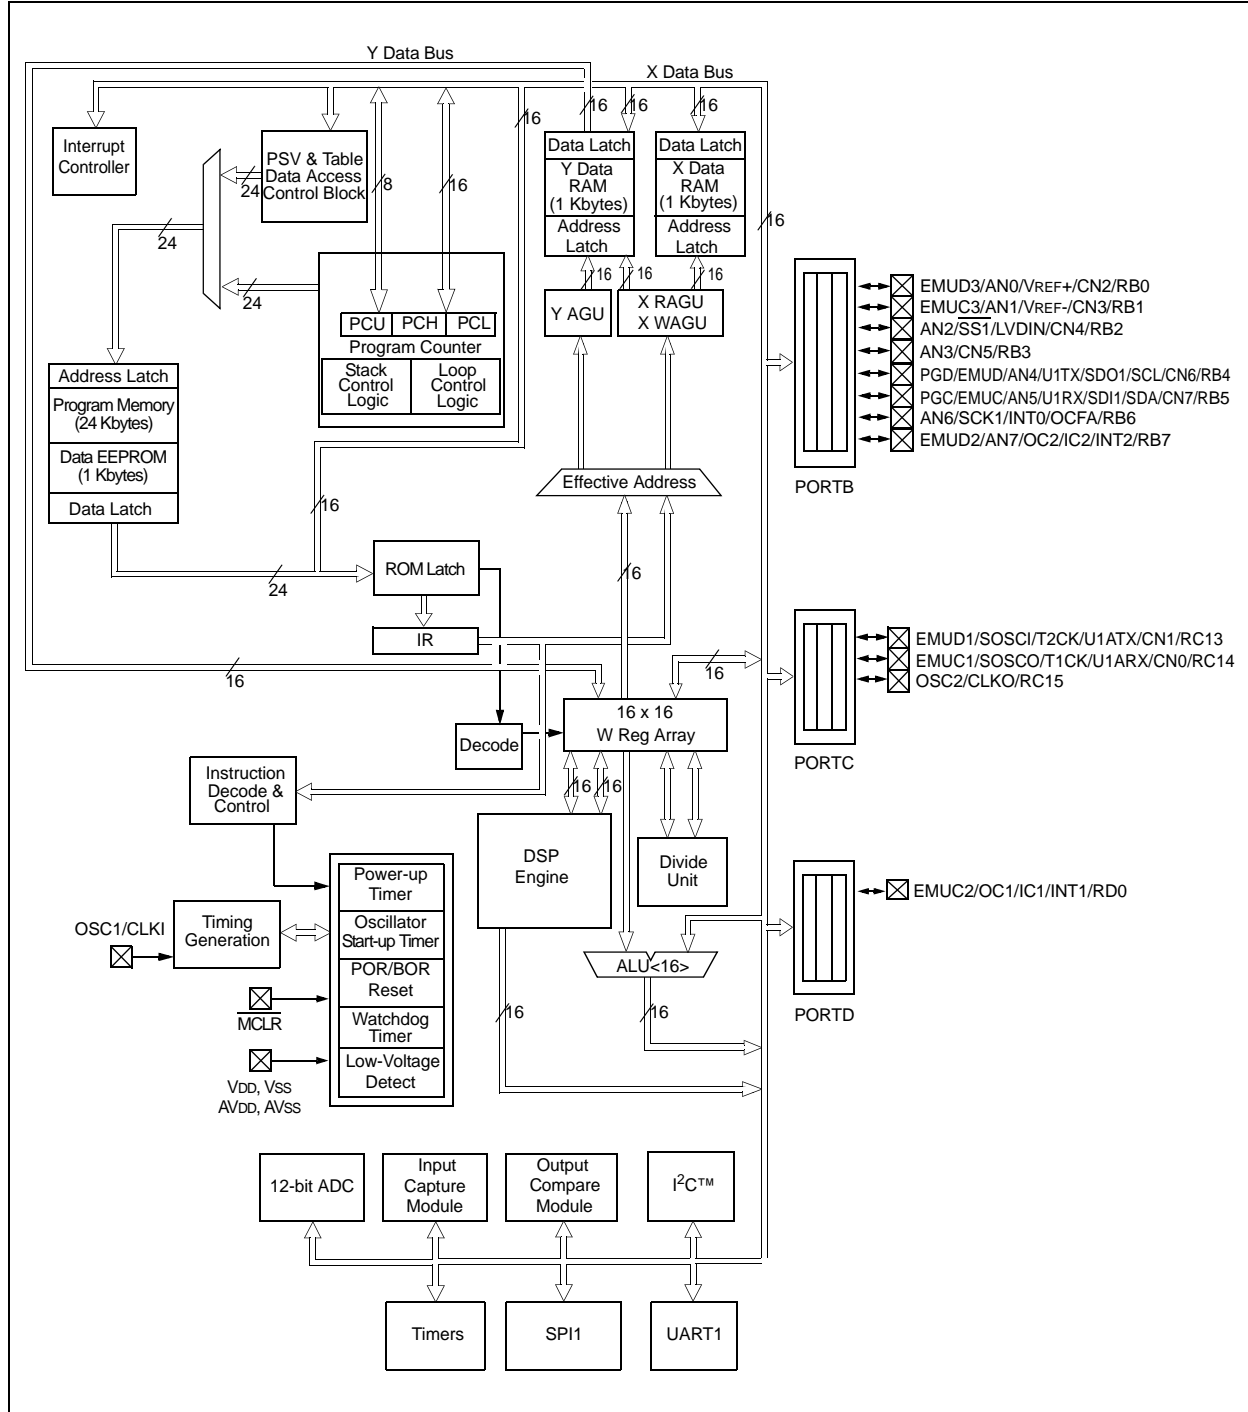 Y Data Bus
X Data Bus
16
16
16
16
Interrupt
Controller
PSV & Table
Data Access
Control Block
24
8
16
Data Latch
Y Data
RAM
(1 Kbytes)
Address
Latch
Data Latch
X Data
RAM
(1 Kbytes)
Address
Latch
16
24
24
16
16
16
Y AGU
X RAGU
X WAGU
PCU
PCH
PCL
Program Counter
Stack
Control
Logic
Loop
Control
Logic
Address Latch
Program Memory
(24 Kbytes)
Data EEPROM
(1 Kbytes)
Data Latch
16
24
Effective Address
ROM Latch
16
IR
16
16
16 x 16
W Reg Array
Decode
Instruction
Decode &
Control
16
16
DSP
Engine
Divide
Unit
Power-up
Timer
Oscillator
Start-up Timer
POR/BOR
Reset
Watchdog
Timer
Low-Voltage
Detect
OSC1/CLKI
Timing
Generation
MCLR
VDD, VSS
AVDD, AVSS
ALU<16>
16
16
EMUD3/AN0/VREF+/CN2/RB0
EMUC3/AN1/VREF-/CN3/RB1
AN2/SS1/LVDIN/CN4/RB2
AN3/CN5/RB3
PGD/EMUD/AN4/U1TX/SDO1/SCL/CN6/RB4
PGC/EMUC/AN5/U1RX/SDI1/SDA/CN7/RB5
AN6/SCK1/INT0/OCFA/RB6
EMUD2/AN7/OC2/IC2/INT2/RB7
PORTB
EMUD1/SOSCI/T2CK/U1ATX/CN1/RC13
EMUC1/SOSCO/T1CK/U1ARX/CN0/RC14
OSC2/CLKO/RC15
PORTC
EMUC2/OC1/IC1/INT1/RD0
PORTD
12-bit ADC
Input
Capture
Module
Output
Compare
Module
I²C™
Timers
SPI1
UART1